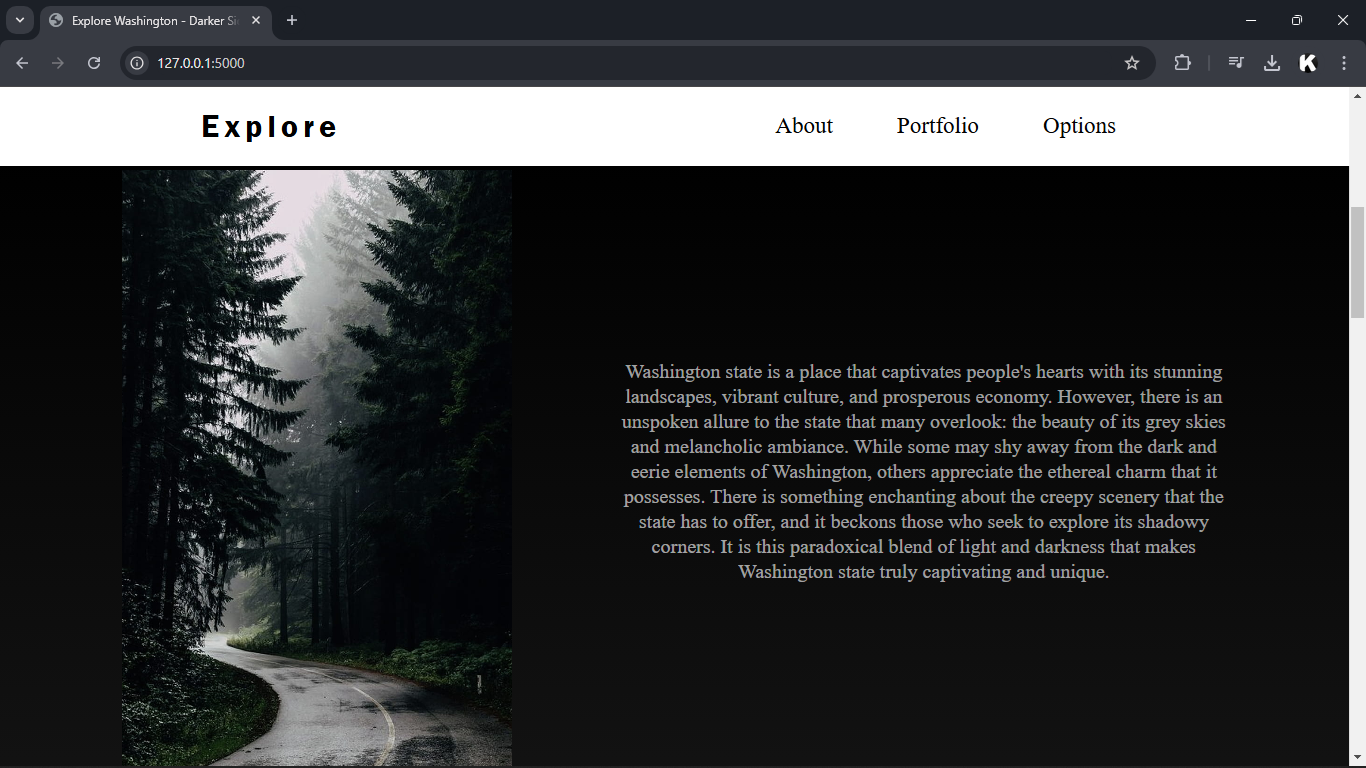 Explore Washington - Darker Si
127.0.0.1:5000
K
Explore
About
Portfolio
Options
Washington state is a place that captivates people's hearts with its stunning
landscapes, vibrant culture, and prosperous economy. However, there is an
unspoken allure to the state that many overlook: the beauty of its grey skies
and melancholic ambiance. While some may shy away from the dark and
eerie elements of Washington, others appreciate the ethereal charm that it
possesses. There is something enchanting about the creepy scenery that the
state has to offer, and it beckons those who seek to explore its shadowy
corners. It is this paradoxical blend of light and darkness that makes
Washington state truly captivating and unique.